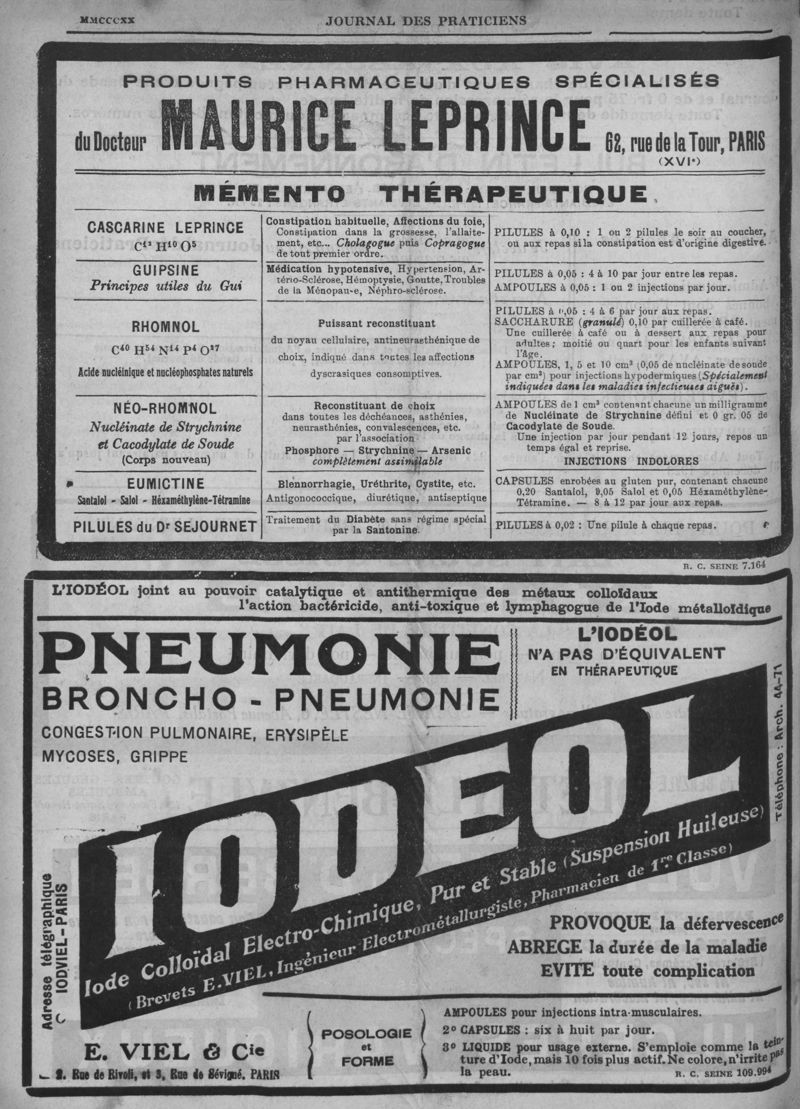 MMCCCXX
JOURNAL DES PRATICIENS
PRODUITS PHARMACEUTIQUES SPÉCIALISÉS
du Docteur MAURICE LEPRINCE 62, rue de la Tour, PARIS
(XVIe)
MÉMENTO THÉRAPEUTIQUE.
CASCARINE LEPRINCE
C¹² H¹⁰ O⁵
Constipation habituelle, Affections du foie,
Constipation dans la grossesse, l'allaite-
ment, etc... Cholagogue puis Copragogue
de tout premier ordre.
PILULES à 0,10 : 1 ou 2 pilules le soir au coucher,
ou aux repas si la constipation est d'origine digestive.
GUIPSINE
Principes utiles du Gui
Médication hypotensive, Hypertension, Ar-
tério-Sclérose, Hémoptysie, Goutte, Troubles
de la Ménopau-e, Néphro-sclérose.
PILULES à 0,05 : 4 à 10 par jour entre les repas.
AMPOULES à 0,05 : 1 ou 2 injections par jour.
RHOMNOL
C⁴⁰ H⁵⁴ N¹⁴ P⁴ O²⁷
Acide nucléinique et nucléophosphates naturels
Puissant reconstituant
du noyau cellulaire, antineurasthénique de
choix, indiqué dans toutes les affections
dyscrasiques consomptives.
PILULES à 0,05 : 4 à 6 par jour aux repas.
SACCHARURE (granulé) 0,10 par cuillerée à café.
Une cuillerée à café ou à dessert aux repas pour
adultes; moitié ou quart pour les enfants suivant
l'âge.
AMPOULES, 1, 5 et 10 cm³ (0,05 de nucléinate de soude
par cm³) pour injections hypodermiques (Spécialement
indiquées dans les maladies infectieuses aiguës).
NÉO-RHOMNOL
Nucléinate de Strychnine
et Cacodylate de Soude
(Corps nouveau)
Reconstituant de choix
dans toutes les déchéances, asthénies,
neurasthénies, convalescences, etc.
par l'association
Phosphore — Strychnine — Arsenic
complètement assimilable
AMPOULES de 1 cm³ contenant chacune un milligramme
de Nucléinate de Strychnine défini et 0 gr. 05 de
Cacodylate de Soude.
Une injection par jour pendant 12 jours, repos un
temps égal et reprise.
INJECTIONS INDOLORES
EUMICTINE
Santalol - Salol - Héxaméthylène-Tétramine
Blennorrhagie, Uréthrite, Cystite, etc.
Antigonococcique, diurétique, antiseptique
CAPSULES enrobées au gluten pur, contenant chacune
0,20 Santalol, 0,05 Salol et 0,05 Héxaméthylène-
Tétramine. — 8 à 12 par jour aux repas.
PILULES du Dr SÉJOURNET
Traitement du Diabète sans régime spécial
par la Santonine.
PILULES à 0,02 : Une pilule à chaque repas.
R. C. SEINE 7.164
L'IODÉOL joint au pouvoir catalytique et antithermique des métaux colloïdaux
l'action bactéricide, anti-toxique et lymphagogue de l'Iode métalloïdique
PNEUMONIE
BRONCHO - PNEUMONIE
CONGESTION PULMONAIRE, ERYSIPÈLE
MYCOSES, GRIPPE
L'IODÉOL
N'A PAS D'ÉQUIVALENT
EN THÉRAPEUTIQUE
IODEOL
Iode Colloïdal Electro-Chimique, Pur et Stable (Suspension Huileuse)
(Brevets E. VIEL, Ingénieur Electrométallurgiste, Pharmacien de 1re Classe)
Téléphone : Arch. 44-71
Adresse télégraphique
IODVIEL-PARIS
PROVOQUE la défervescence
ABREGE la durée de la maladie
EVITE toute complication
E. VIEL & Cie
2. Rue de Rivoli, et 3, Rue de Sévigné. PARIS
POSOLOGIE
et
FORME
AMPOULES pour injections intra-musculaires.
2º CAPSULES : six à huit par jour.
3º LIQUIDE pour usage externe. S'emploie comme la tein-
ture d'Iode, mais 10 fois plus actif. Ne colore, n'irrite pas
la peau.
R. C. SEINE 109.994